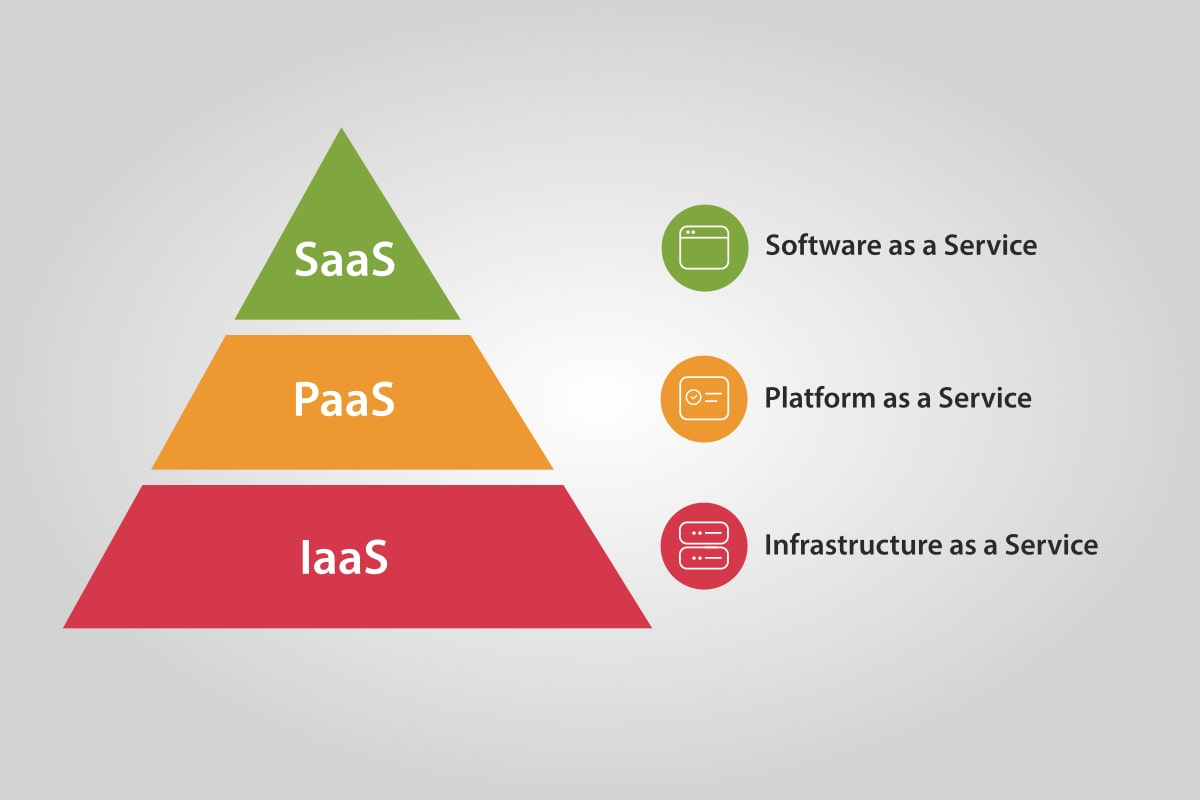 SaaS
Software as a Service
PaaS
Platform as a Service
IaaS
Infrastructure as a Service